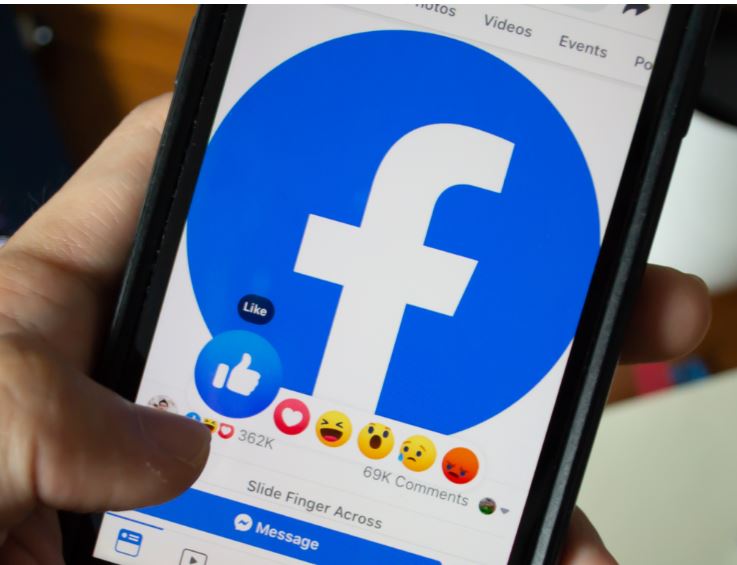 Videos
Events
f
Like
362K
69K Comments
Slide Finger Across
Message